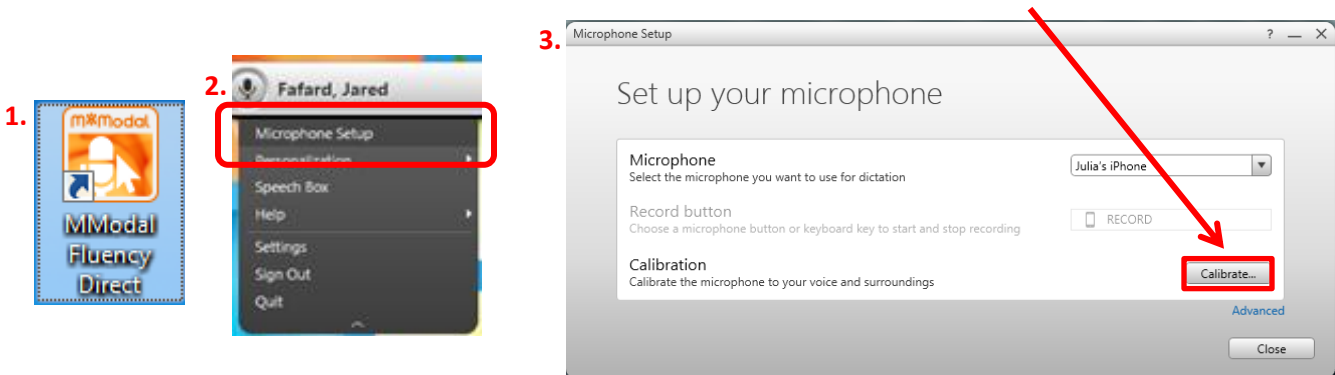 1.
m*modal
MModal
Fluency
Direct
2.
Fafard, Jared
Microphone Setup
Personalization
Speech Box
Help
Settings
Sign Out
Quit
3.
Microphone Setup
?
Set up your microphone
Microphone
Select the microphone you want to use for dictation
Julia's iPhone
Record button
Choose a microphone button or keyboard key to start and stop recording
RECORD
Calibration
Calibrate the microphone to your voice and surroundings
Calibrate...
Advanced
Close